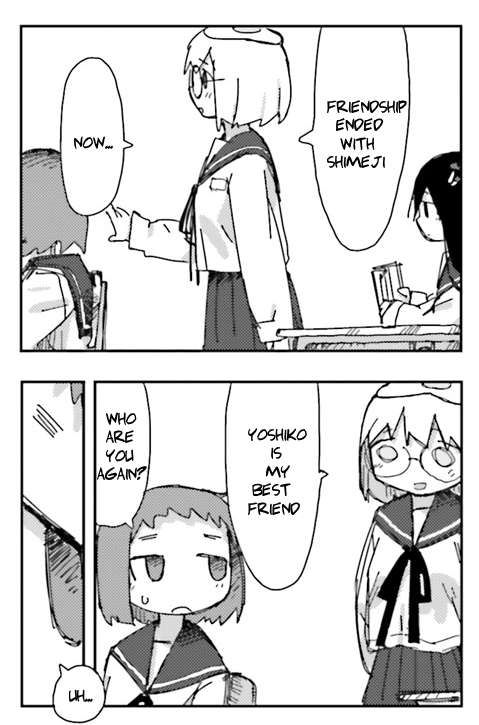 FRIENDSHIP
ENDED
WITH
SHIMEJI
NOW...
YOSHIKO
IS
MY
BEST
FRIEND
WHO
ARE
YOU
AGAIN?
UH...